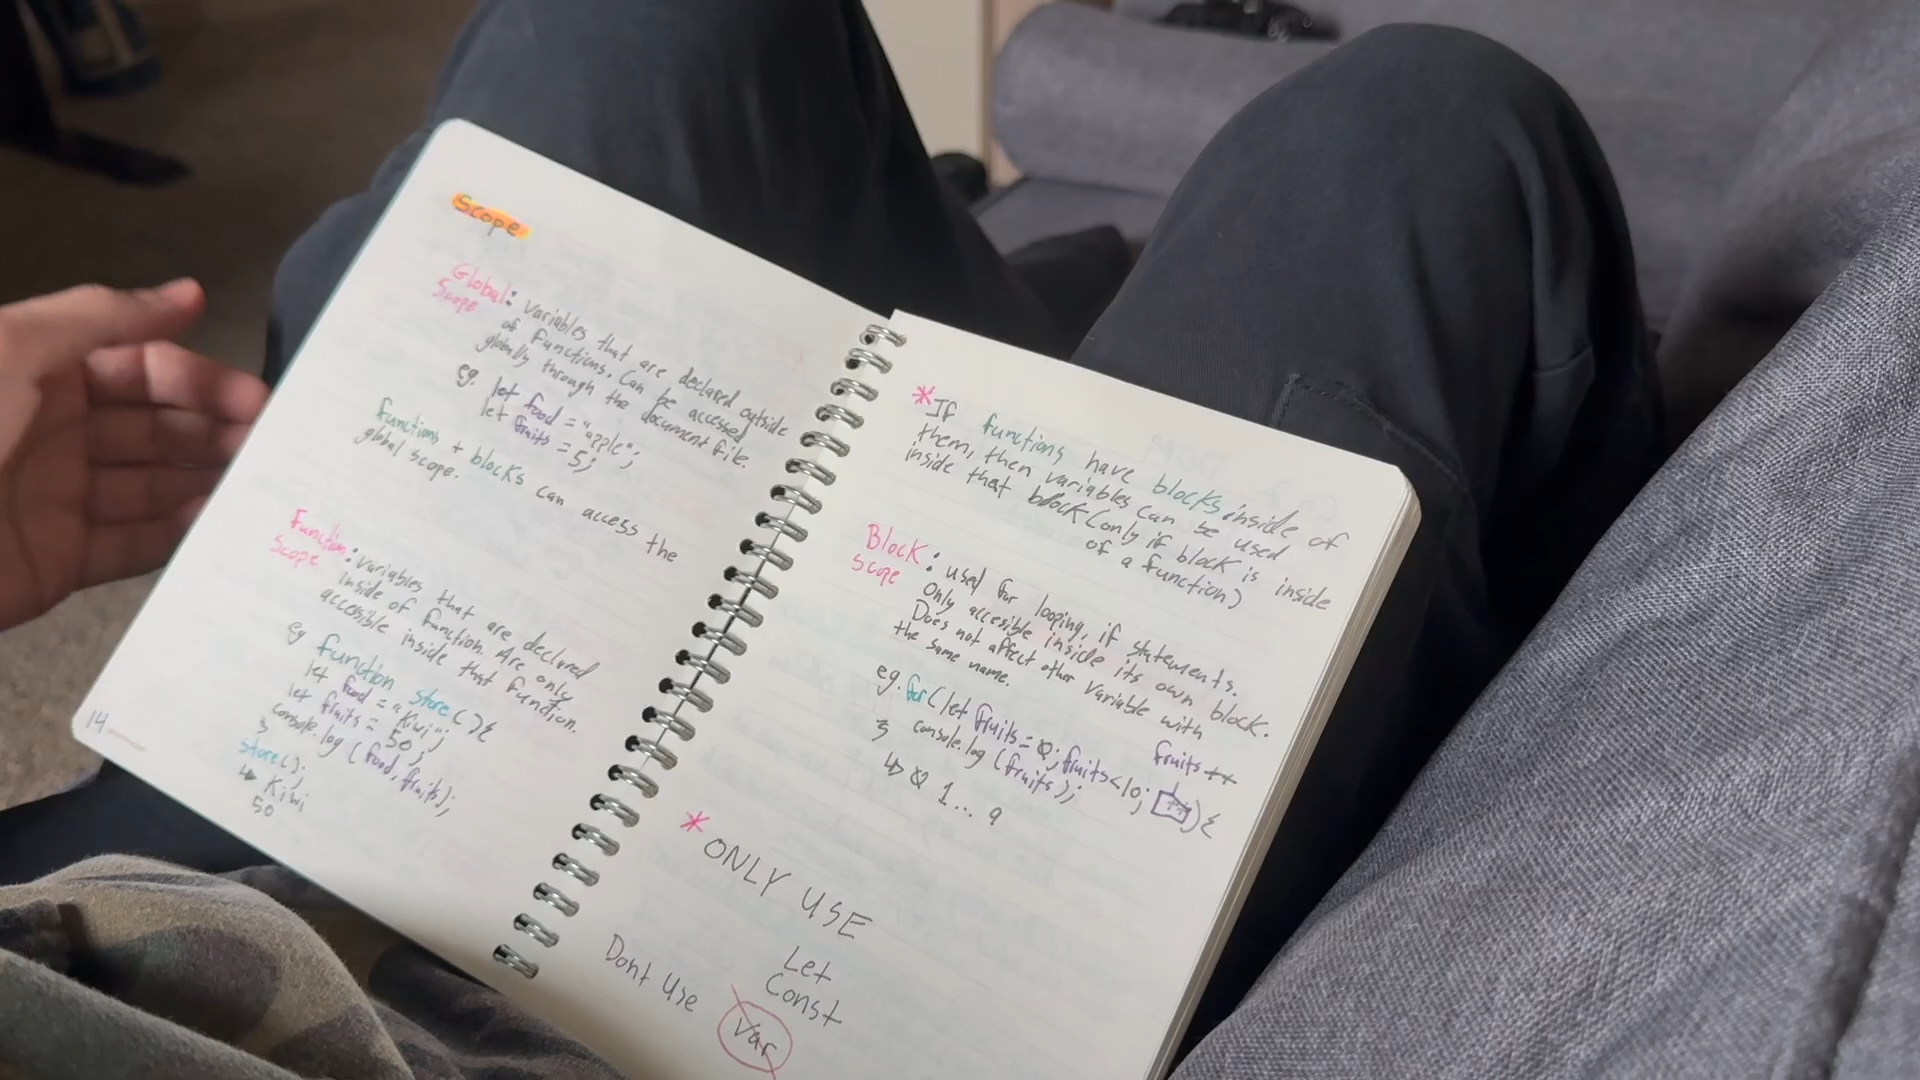 Scope
Global: variables that are declared outside
Scope of functions. Can be accessed
globally through the document file.
eg. let food = "apple";
let fruits = 5;
Functions + blocks can access the
global scope.
Function: variables that are declared
Scope inside of function. Are only
accessible inside that function.
eg function store(){
let food = "Kiwi";
let fruits = 50;
console.log (food, fruits);
}
store();
↳ Kiwi
50
14
*If functions have blocks inside of
them, then variables can be used
inside that block (only if block is inside
of a function)
Block: used for looping, if statements.
Scope Only accesible inside its own block.
Does not affect other variable with
the same name.
fruits++
eg. for (let fruits = 0; fruits<10; ++){
console.log (fruits);
}
↳ 0 1... 9
*ONLY USE
Let
Const
Dont Use
Var